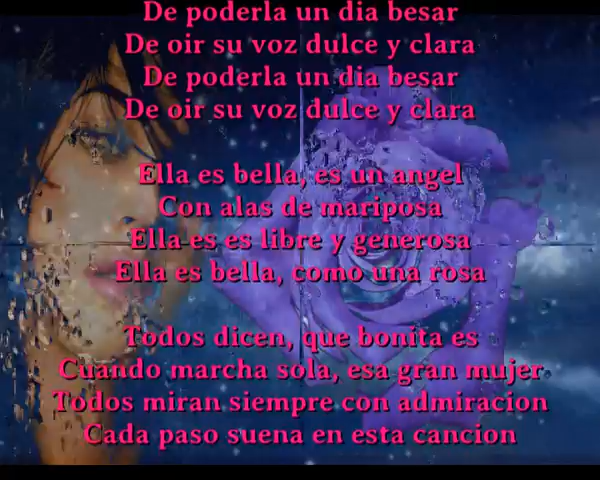 De poderla un dia besar
De oir su voz dulce y clara
De poderla un dia besar
De oir su voz dulce y clara
Ella es bella, es un angel
Con alas de mariposa
Ella es es libre y generosa
Ella es bella, como una rosa
Todos dicen, que bonita es
Cuando marcha sola, esa gran mujer
Todos miran siempre con admiracion
Cada paso suena en esta cancion